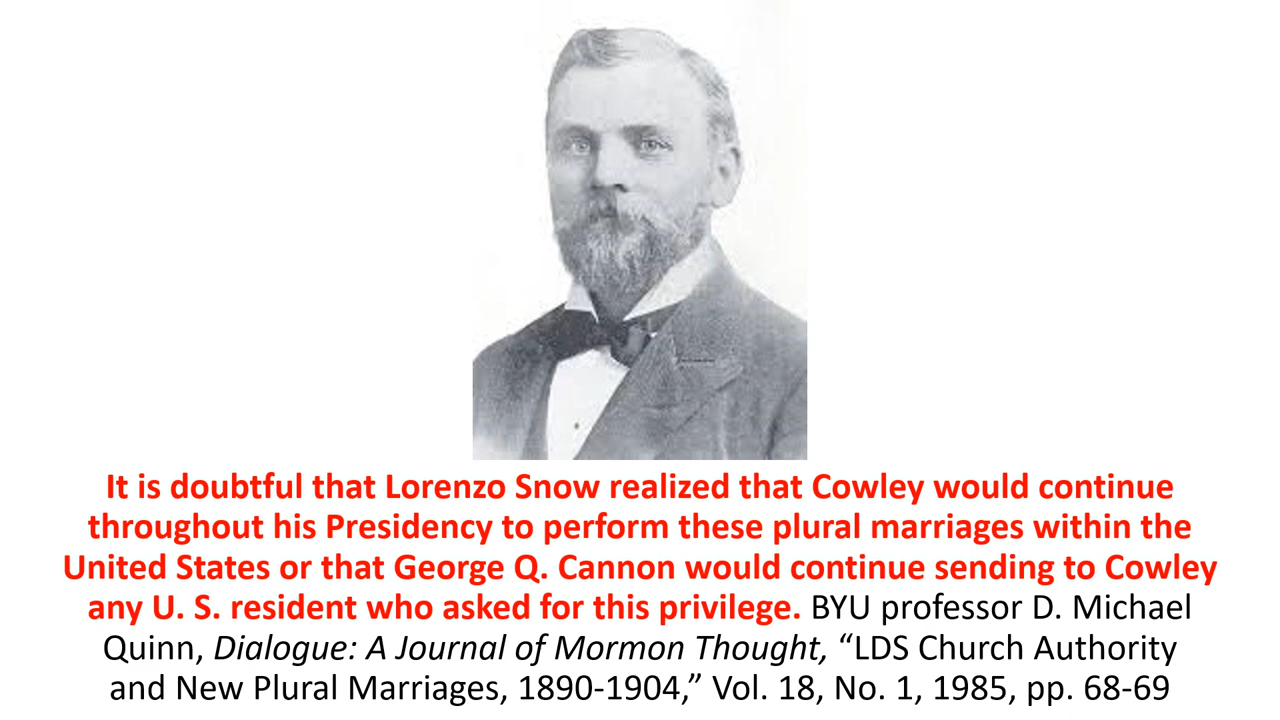 It is doubtful that Lorenzo Snow realized that Cowley would continue
throughout his Presidency to perform these plural marriages within the
United States or that George Q. Cannon would continue sending to Cowley
any U. S. resident who asked for this privilege. BYU professor D. Michael
Quinn, Dialogue: A Journal of Mormon Thought, “LDS Church Authority
and New Plural Marriages, 1890-1904,” Vol. 18, No. 1, 1985, pp. 68-69